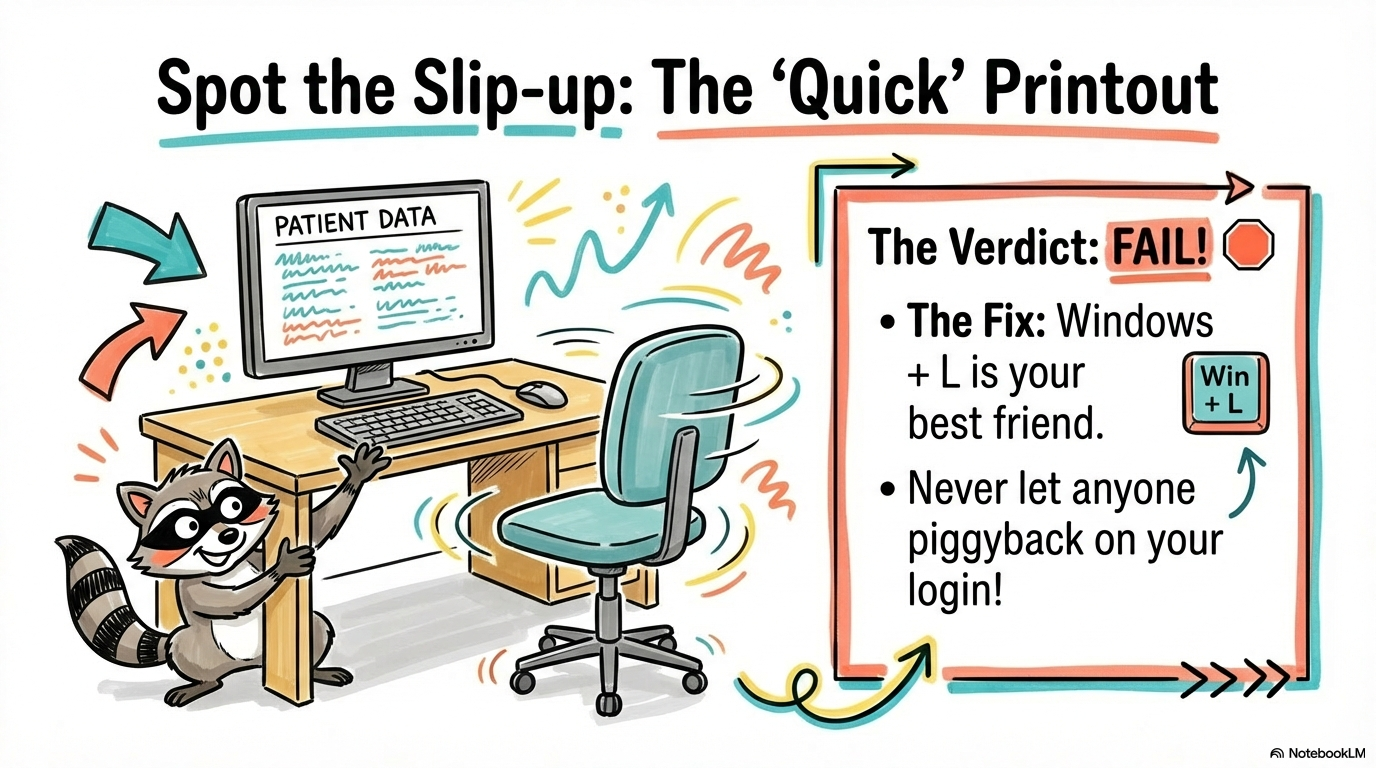 Spot the Slip-up: The ‘Quick’ Printout
PATIENT DATA
The Verdict: FAIL!
• The Fix: Windows
+ L is your
best friend.
Win
+ L
• Never let anyone
piggyback on your
login!
NotebookLM